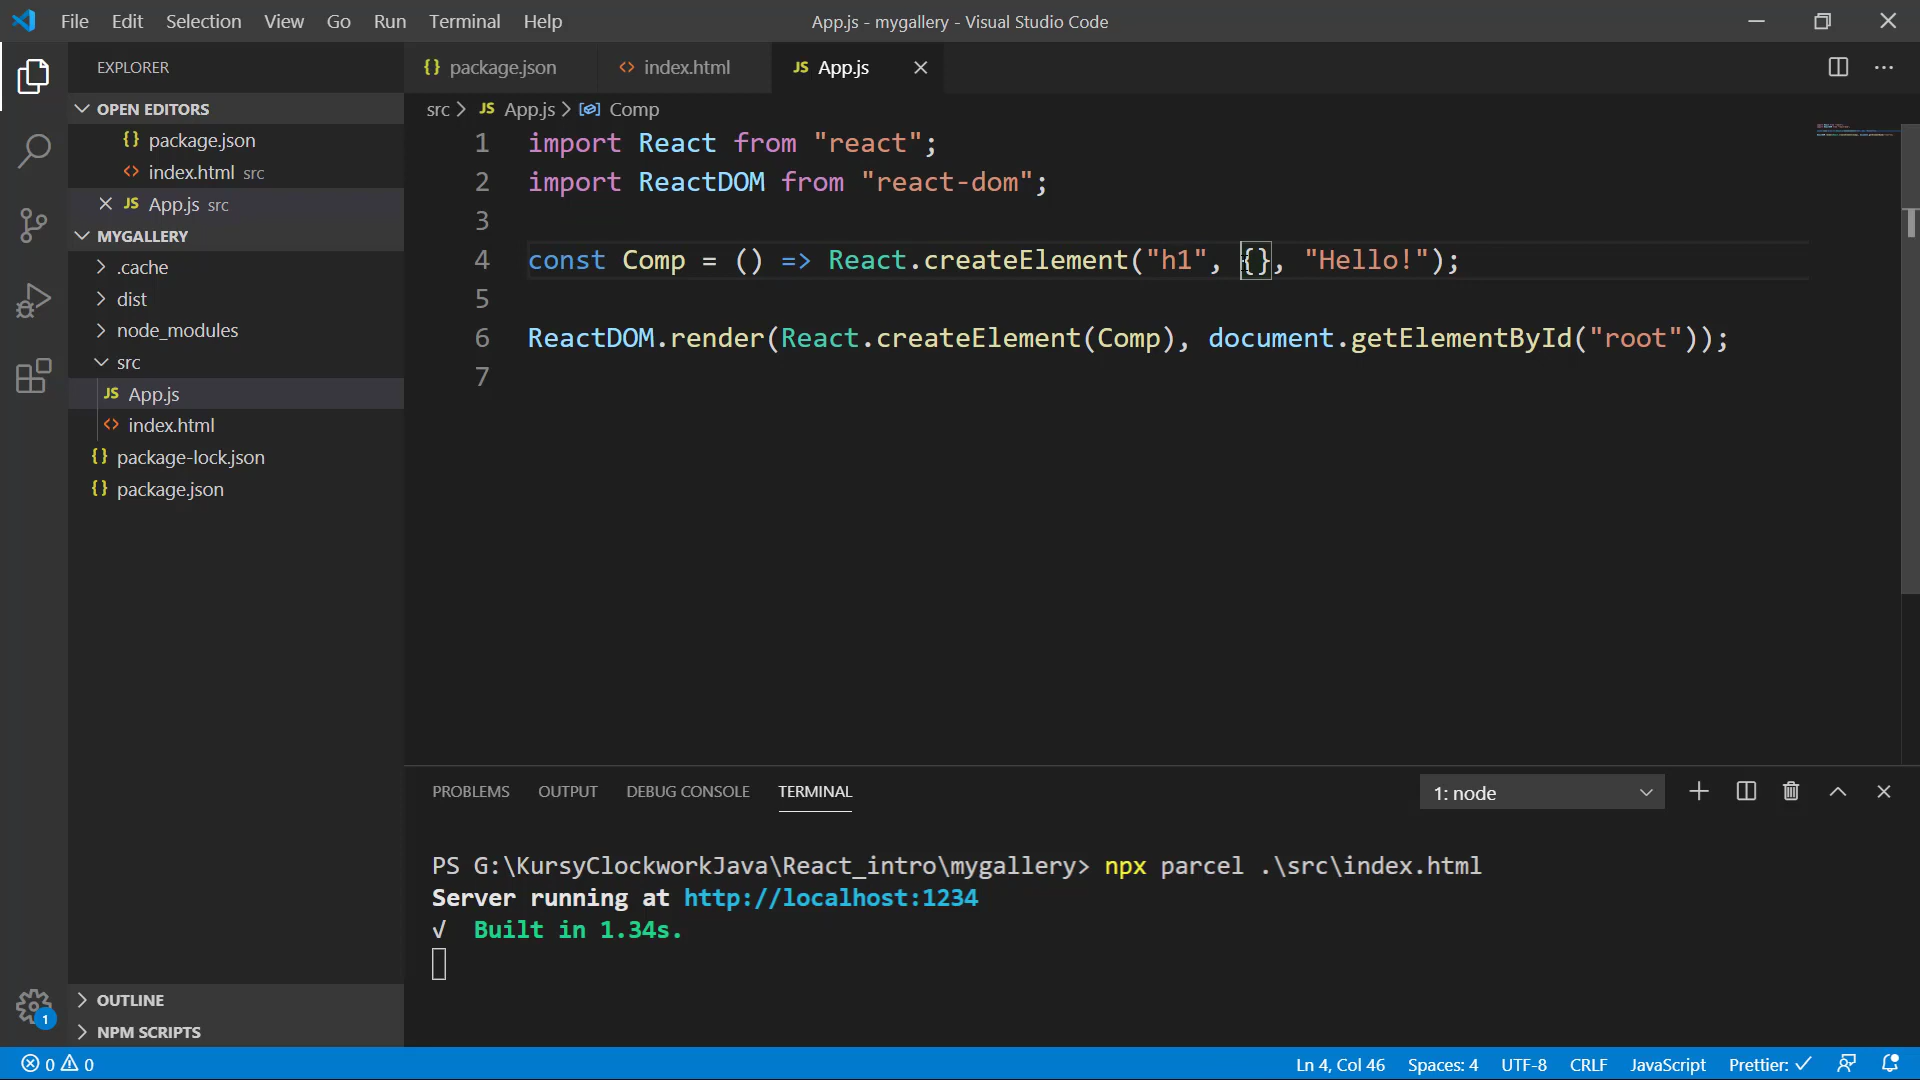 File Edit Selection View Go Run Terminal Help
App.js - mygallery - Visual Studio Code
EXPLORER
OPEN EDITORS
{} package.json
<> index.html src
JS App.js src
MYGALLERY
.cache
dist
node_modules
src
JS App.js
<> index.html
{} package-lock.json
{} package.json
OUTLINE
NPM SCRIPTS
1
{} package.json <> index.html JS App.js
src > JS App.js > Comp
1 import React from "react";
2 import ReactDOM from "react-dom";
3
4 const Comp = () => React.createElement("h1", {}, "Hello!");
5
6 ReactDOM.render(React.createElement(Comp), document.getElementById("root"));
7
PROBLEMS OUTPUT DEBUG CONSOLE TERMINAL
1: node
PS G:\KursyClockworkJava\React_intro\mygallery> npx parcel .\src\index.html
Server running at http://localhost:1234
√ Built in 1.34s.
0 0
Ln 4, Col 46 Spaces: 4 UTF-8 CRLF JavaScript Prettier: ✓